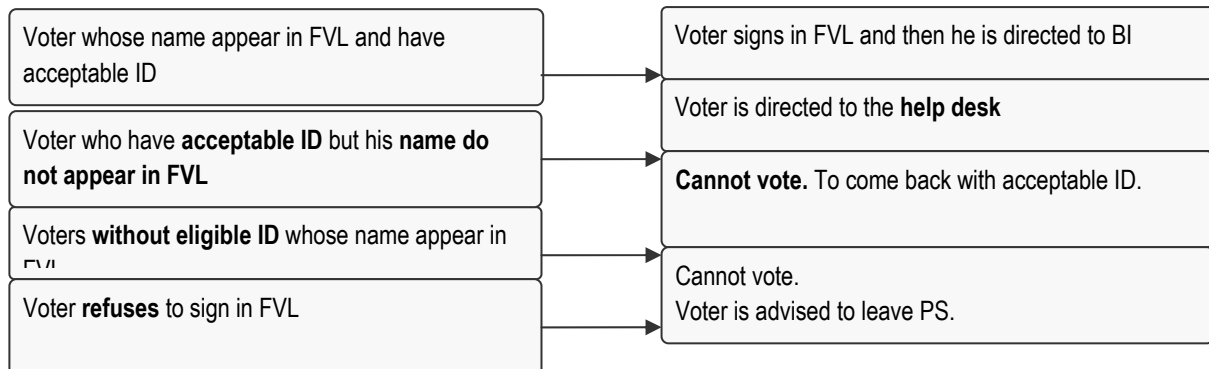 Voter whose name appear in FVL and have
acceptable ID
Voter signs in FVL and then he is directed to BI
Voter who have acceptable ID but his name do
not appear in FVL
Voter is directed to the help desk
Voters without eligible ID whose name appear in
FVL
Cannot vote. To come back with acceptable ID.
Voter refuses to sign in FVL
Cannot vote.
Voter is advised to leave PS.